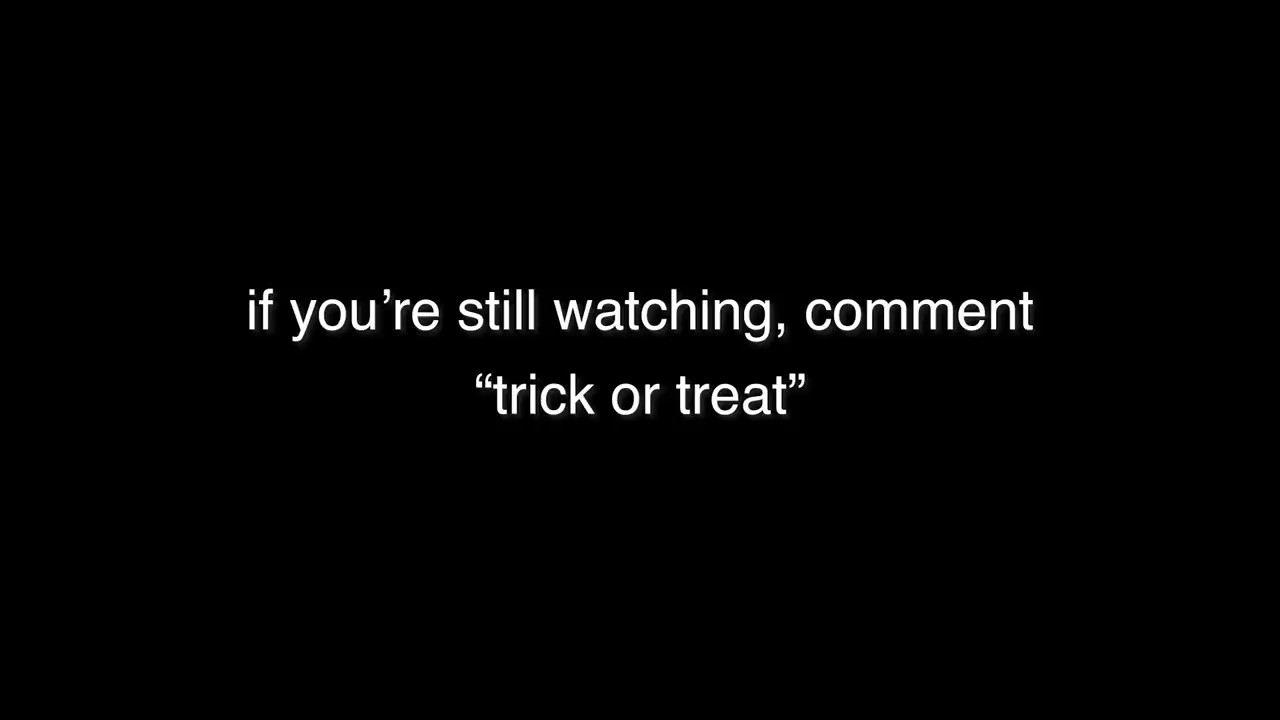 if you’re still watching, comment
“trick or treat”